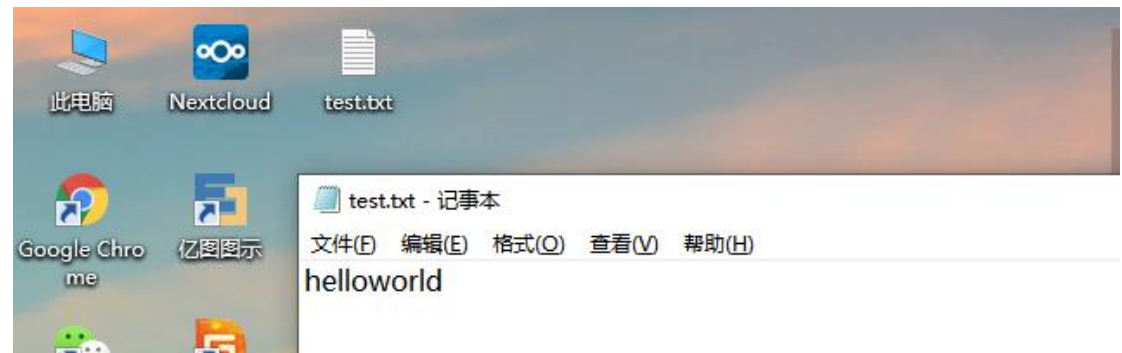 此电脑
Nextcloud
test.txt
Google Chro
me
亿图图示
test.txt - 记事本
文件(F) 编辑(E) 格式(O) 查看(V) 帮助(H)
helloworld